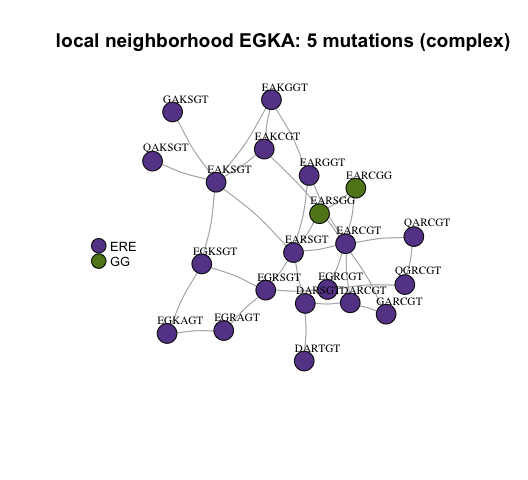 local neighborhood EGKA: 5 mutations (complex)
EAKGGT
GAKSGT
EAKCGT
QAKSGT
EARGGT
EAKSGT
EARCGG
EARSGG
QARCGT
EARSGT
EARCGT
ERE
GG
EGKSGT
QGRCGT
EGRSGT
EGRCGT
DARSGT
DARCGT
GARCGT
EGKAGT
EGRAGT
DARTGT